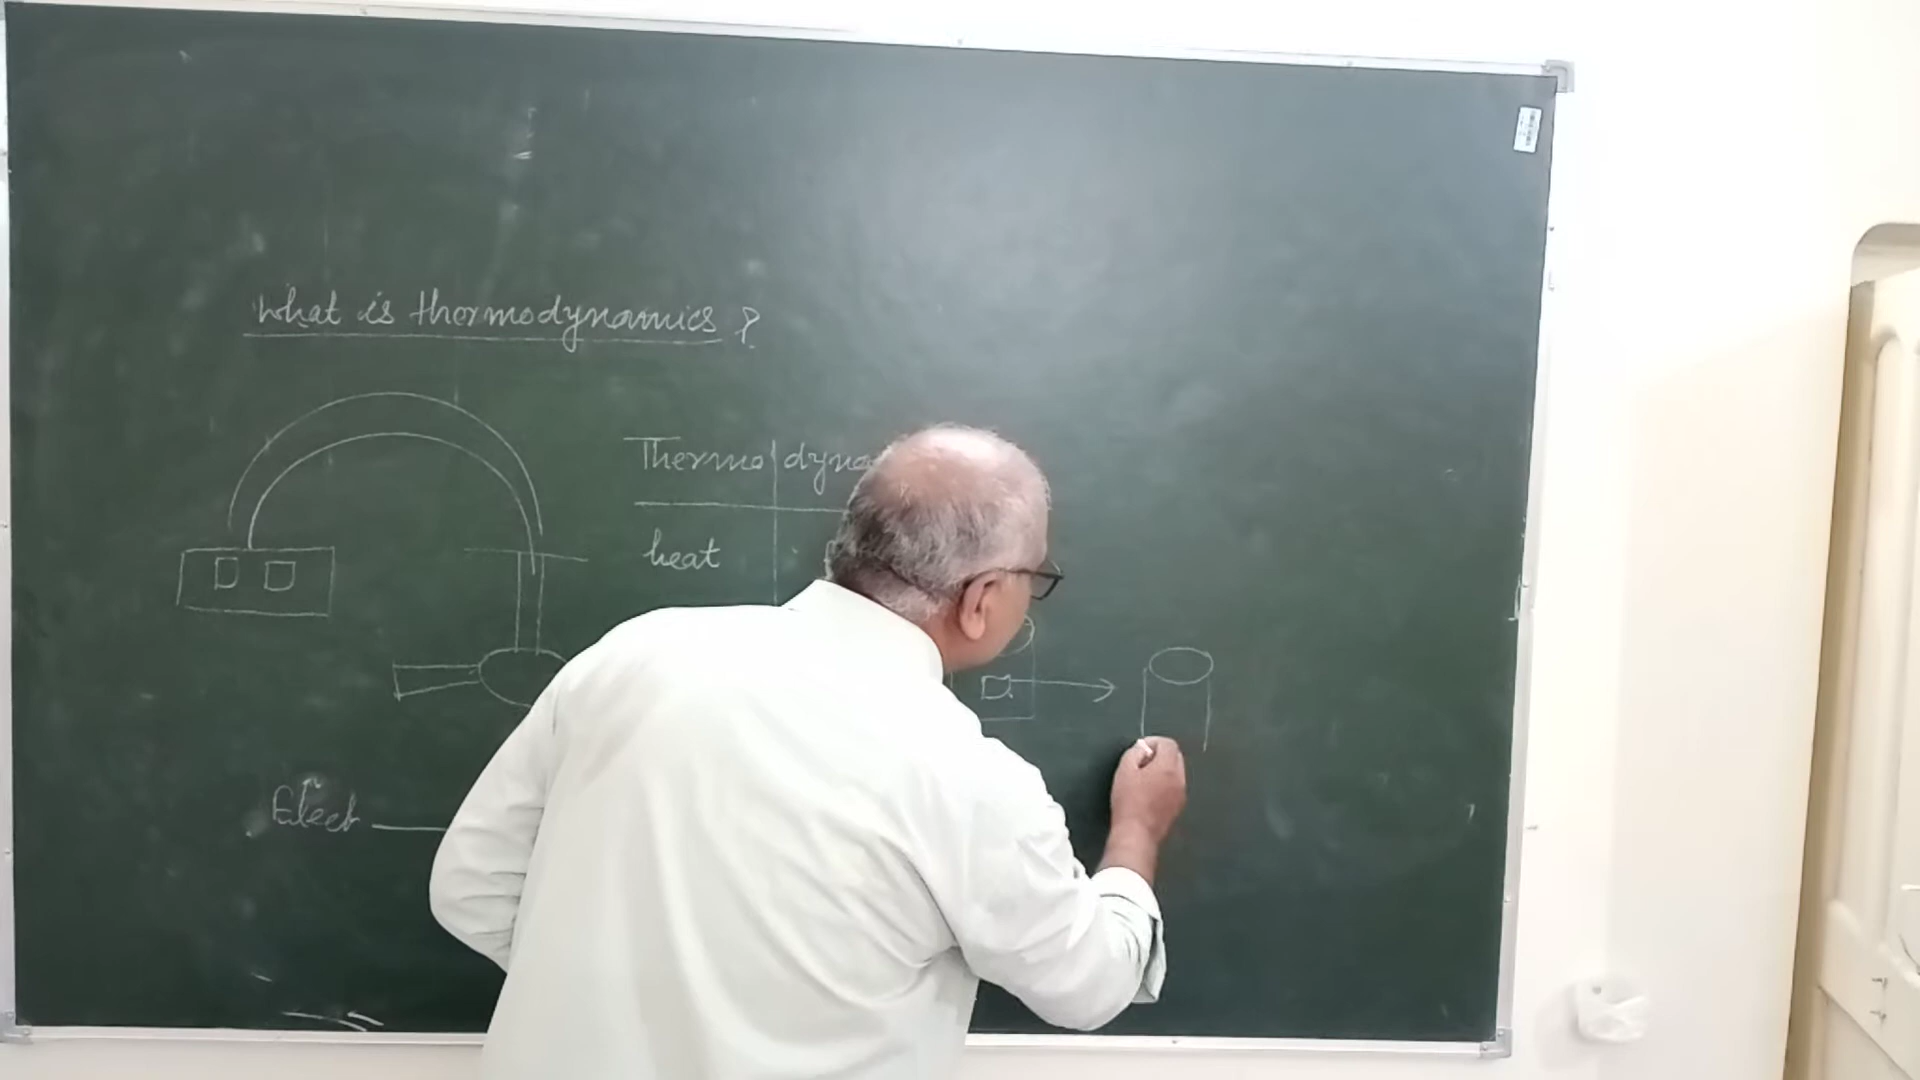 What is thermodynamics ?
Thermo dyna
heat
Elect